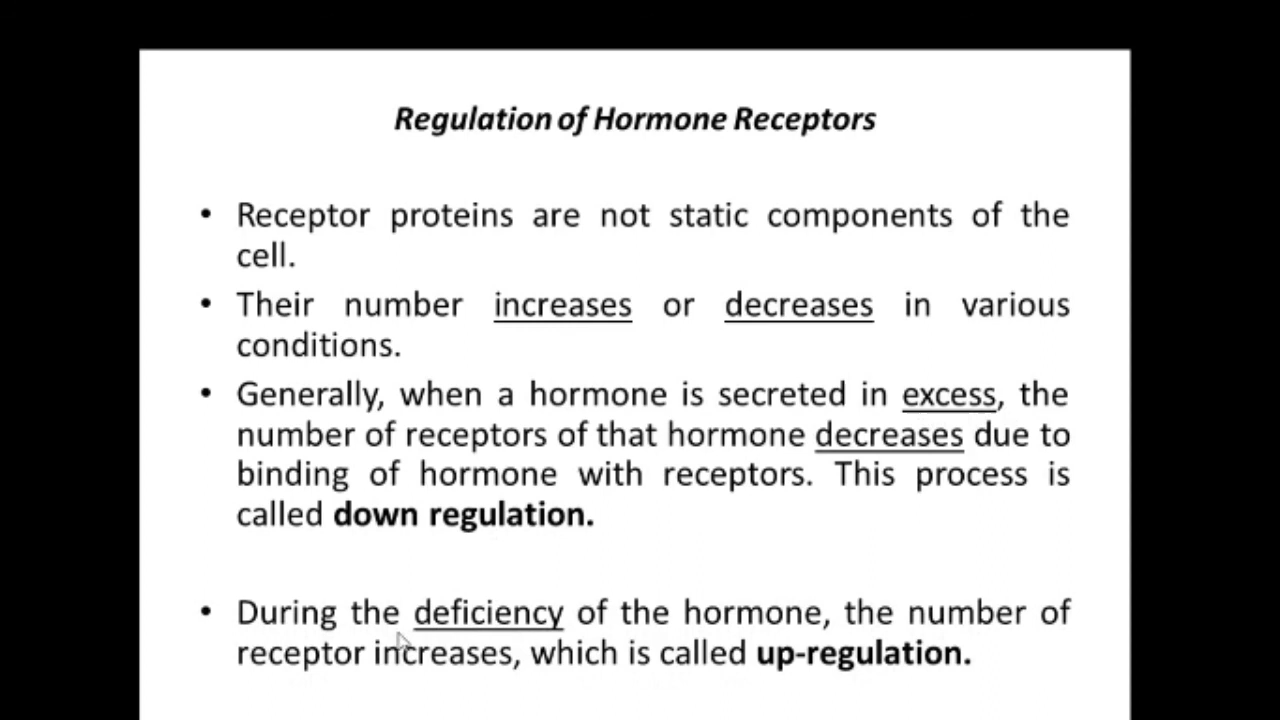 Regulation of Hormone Receptors
• Receptor proteins are not static components of the
cell.
• Their number increases or decreases in various
conditions.
• Generally, when a hormone is secreted in excess, the
number of receptors of that hormone decreases due to
binding of hormone with receptors. This process is
called down regulation.
• During the deficiency of the hormone, the number of
receptor increases, which is called up-regulation.